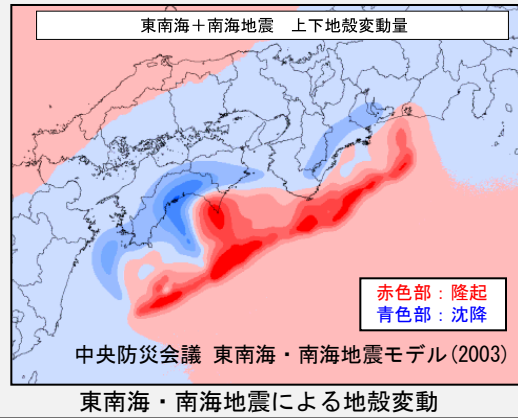 東南海＋南海地震　上下地殻変動量
赤色部：隆起
青色部：沈降
中央防災会議 東南海・南海地震モデル(2003)
東南海・南海地震による地殻変動